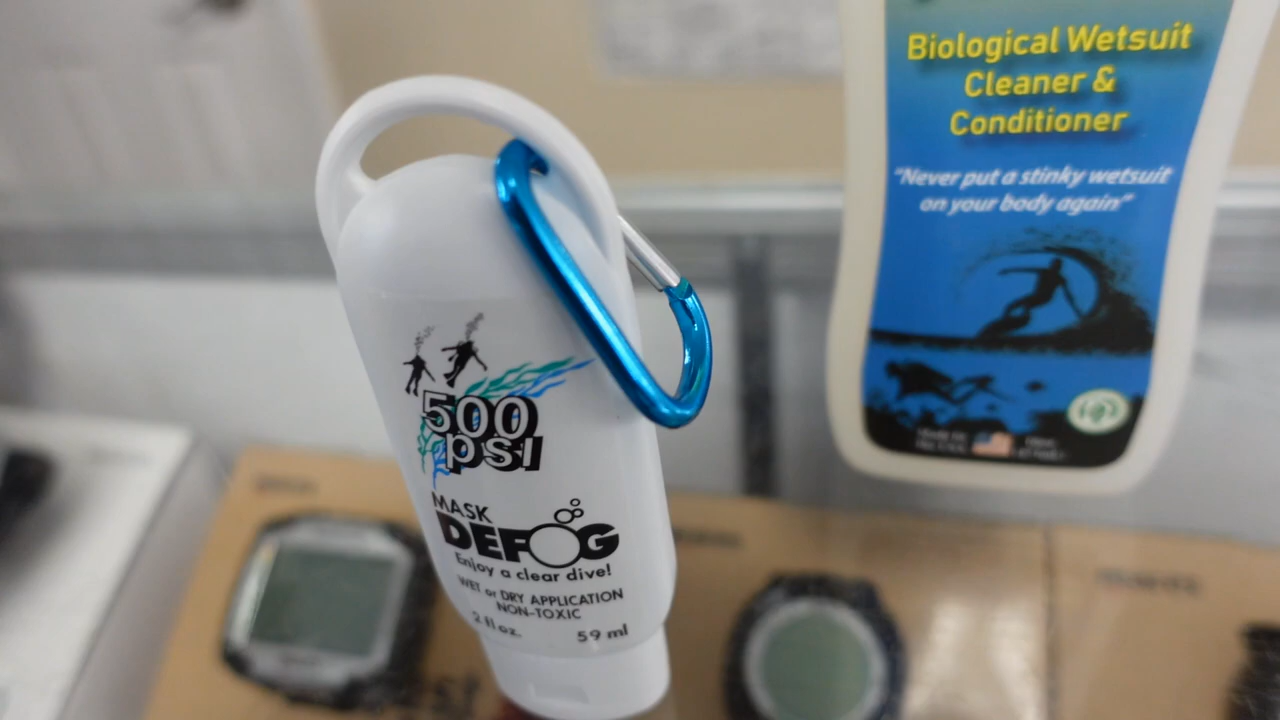 Biological Wetsuit
Cleaner &
Conditioner
"Never put a stinky wetsuit
on your body again"
500
psi
MASK
DEFOG
Enjoy a clear dive!
WET or DRY APPLICATION
NON-TOXIC
2 fl oz. 59 ml